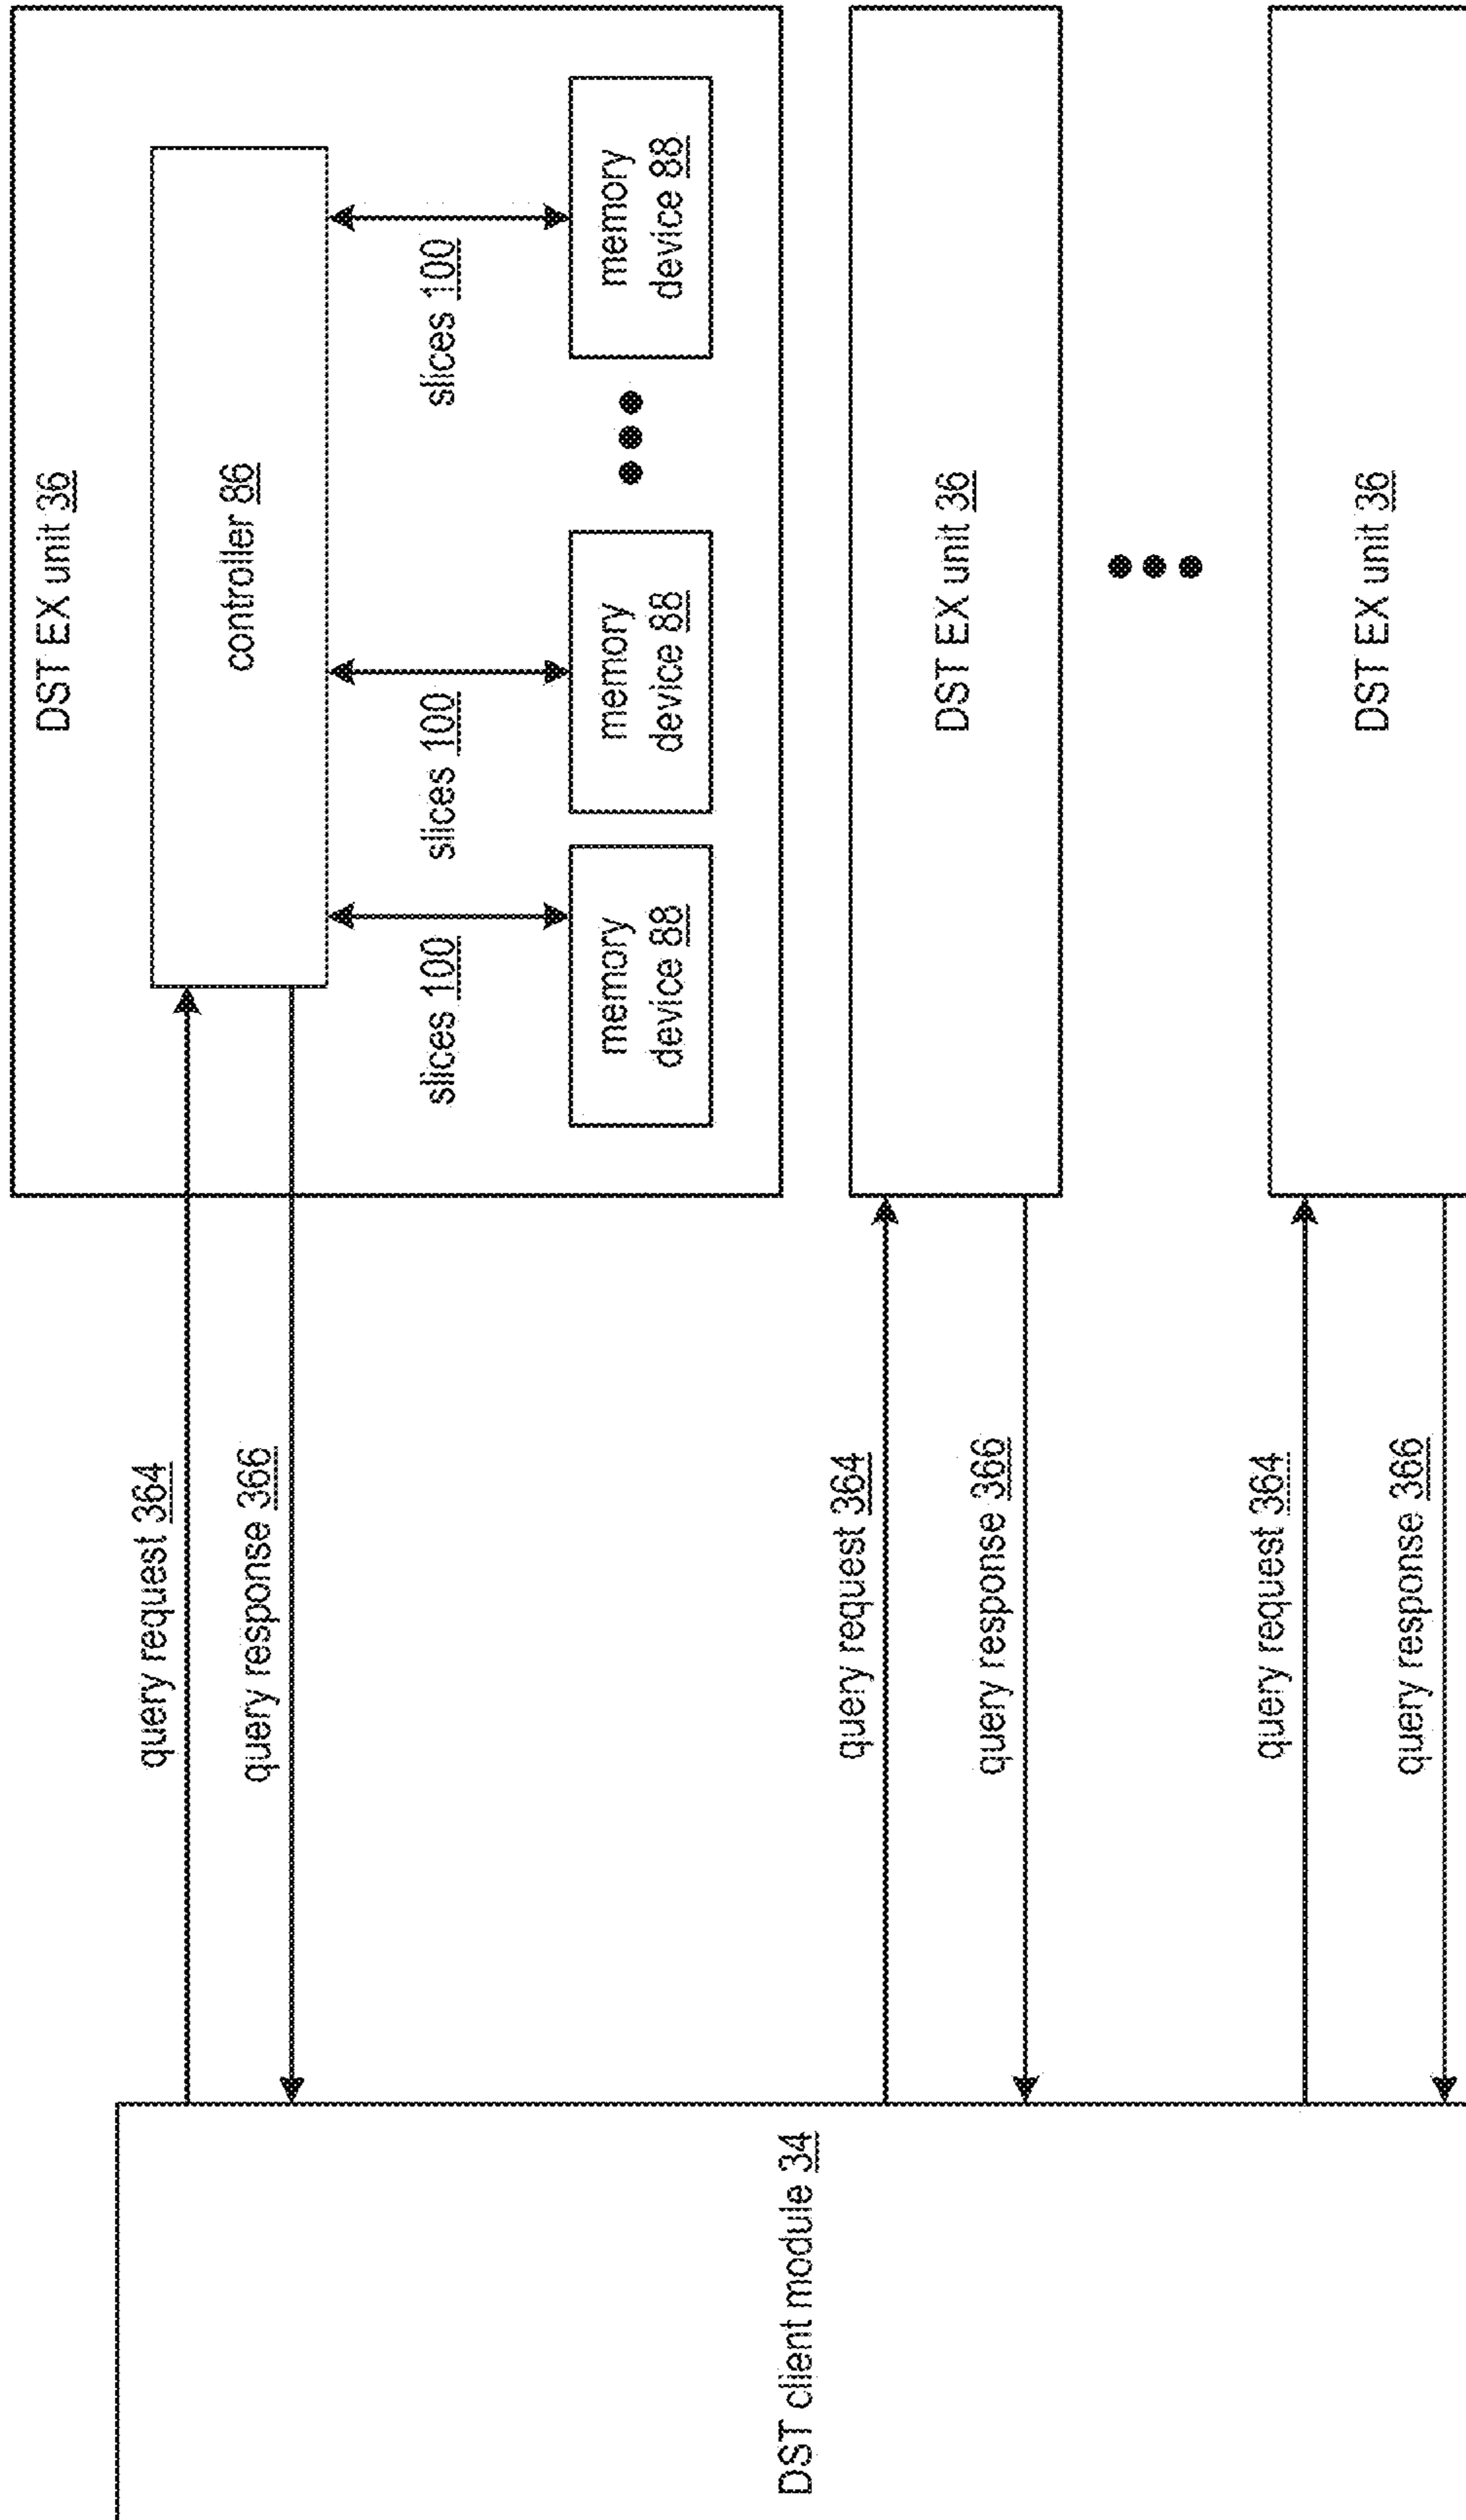 DST EX unit 36
controller 86
slices 100
slices 100
slices 100
memory
device 88
memory
device 88
memory
device 88
query request 364
query response 366
DST EX unit 36
query request 364
query response 366
DST EX unit 36
query request 364
query response 366
DST client module 34